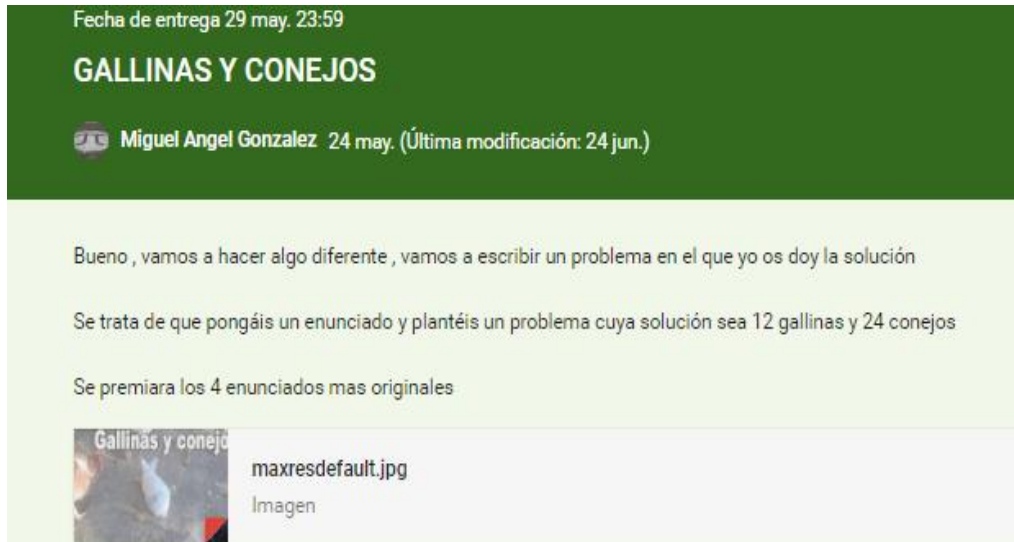 Fecha de entrega 29 may. 23:59
GALLINAS Y CONEJOS
Miguel Angel Gonzalez 24 may. (Última modificación: 24 jun.)
Bueno , vamos a hacer algo diferente , vamos a escribir un problema en el que yo os doy la solución
Se trata de que pongáis un enunciado y plantéis un problema cuya solución sea 12 gallinas y 24 conejos
Se premiara los 4 enunciados mas originales
Gallinas y conejo
maxresdefault.jpg
Imagen